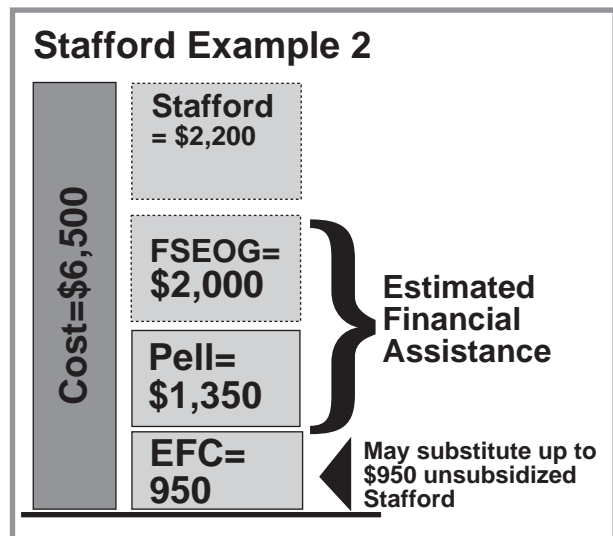 Stafford Example 2
Cost=$6,500
Stafford
= $2,200
FSEOG=
$2,000
Pell=
$1,350
EFC=
950
Estimated
Financial
Assistance
May substitute up to
$950 unsubsidized
Stafford